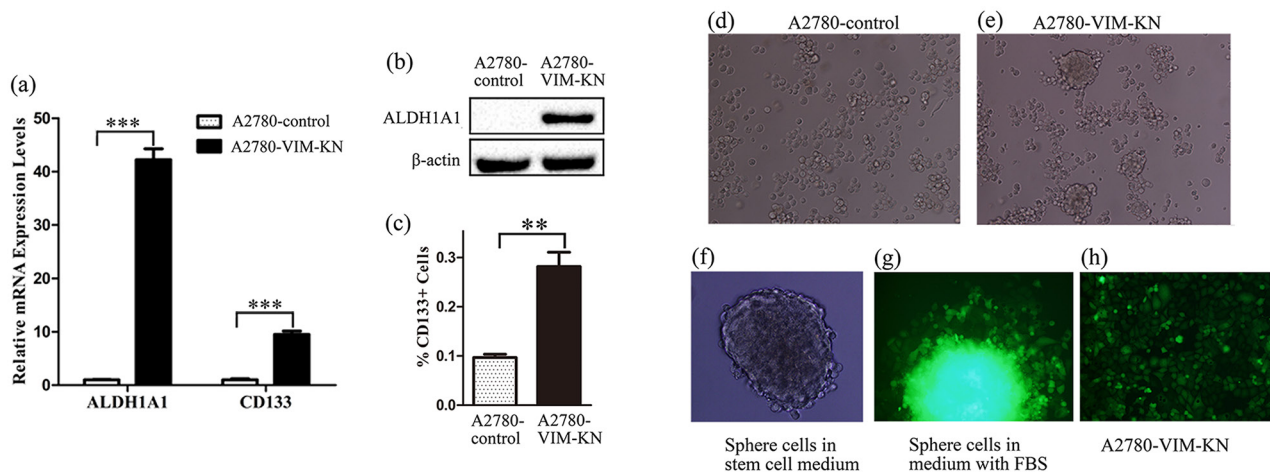 (a)
Relative mRNA Expression Levels
50
40
30
20
10
0
***
***
A2780-control
A2780-VIM-KN
ALDH1A1
CD133
(b)
A2780-
control
A2780-
VIM-KN
ALDH1A1
β-actin
(c)
% CD133+ Cells
0.3
0.2
0.1
0.0
**
A2780-
control
A2780-
VIM-KN
(d)
A2780-control
(e)
A2780-VIM-KN
(f)
Sphere cells in
stem cell medium
(g)
Sphere cells in
medium with FBS
(h)
A2780-VIM-KN